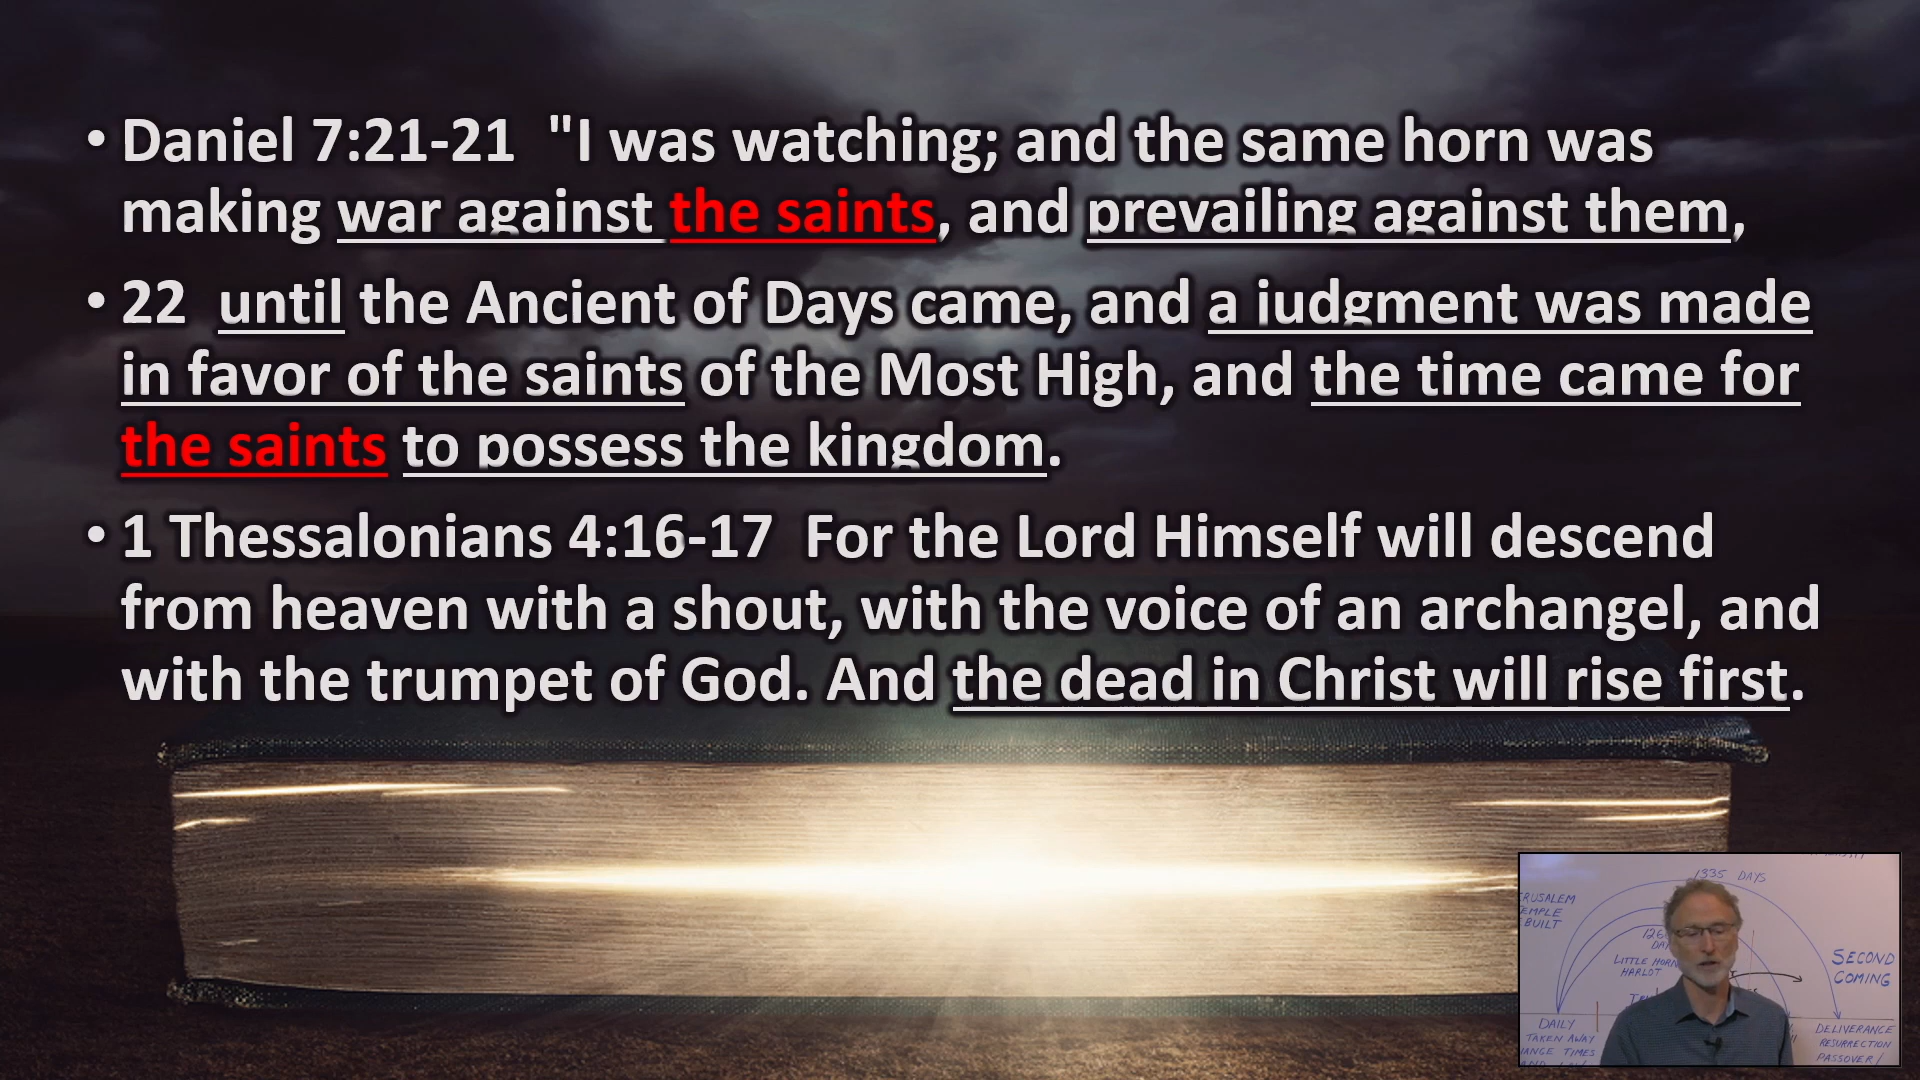 • Daniel 7:21-21  "I was watching; and the same horn was
making war against the saints, and prevailing against them,
• 22  until the Ancient of Days came, and a judgment was made
in favor of the saints of the Most High, and the time came for
the saints to possess the kingdom.
• 1 Thessalonians 4:16-17  For the Lord Himself will descend
from heaven with a shout, with the voice of an archangel, and
with the trumpet of God. And the dead in Christ will rise first.
1335 DAYS
BUILT
LITTLE HORN
HARLOT
SECOND
COMING
DAILY
TAKEN AWAY
TIMES
DELIVERANCE
RESURRECTION
PASSOVER/